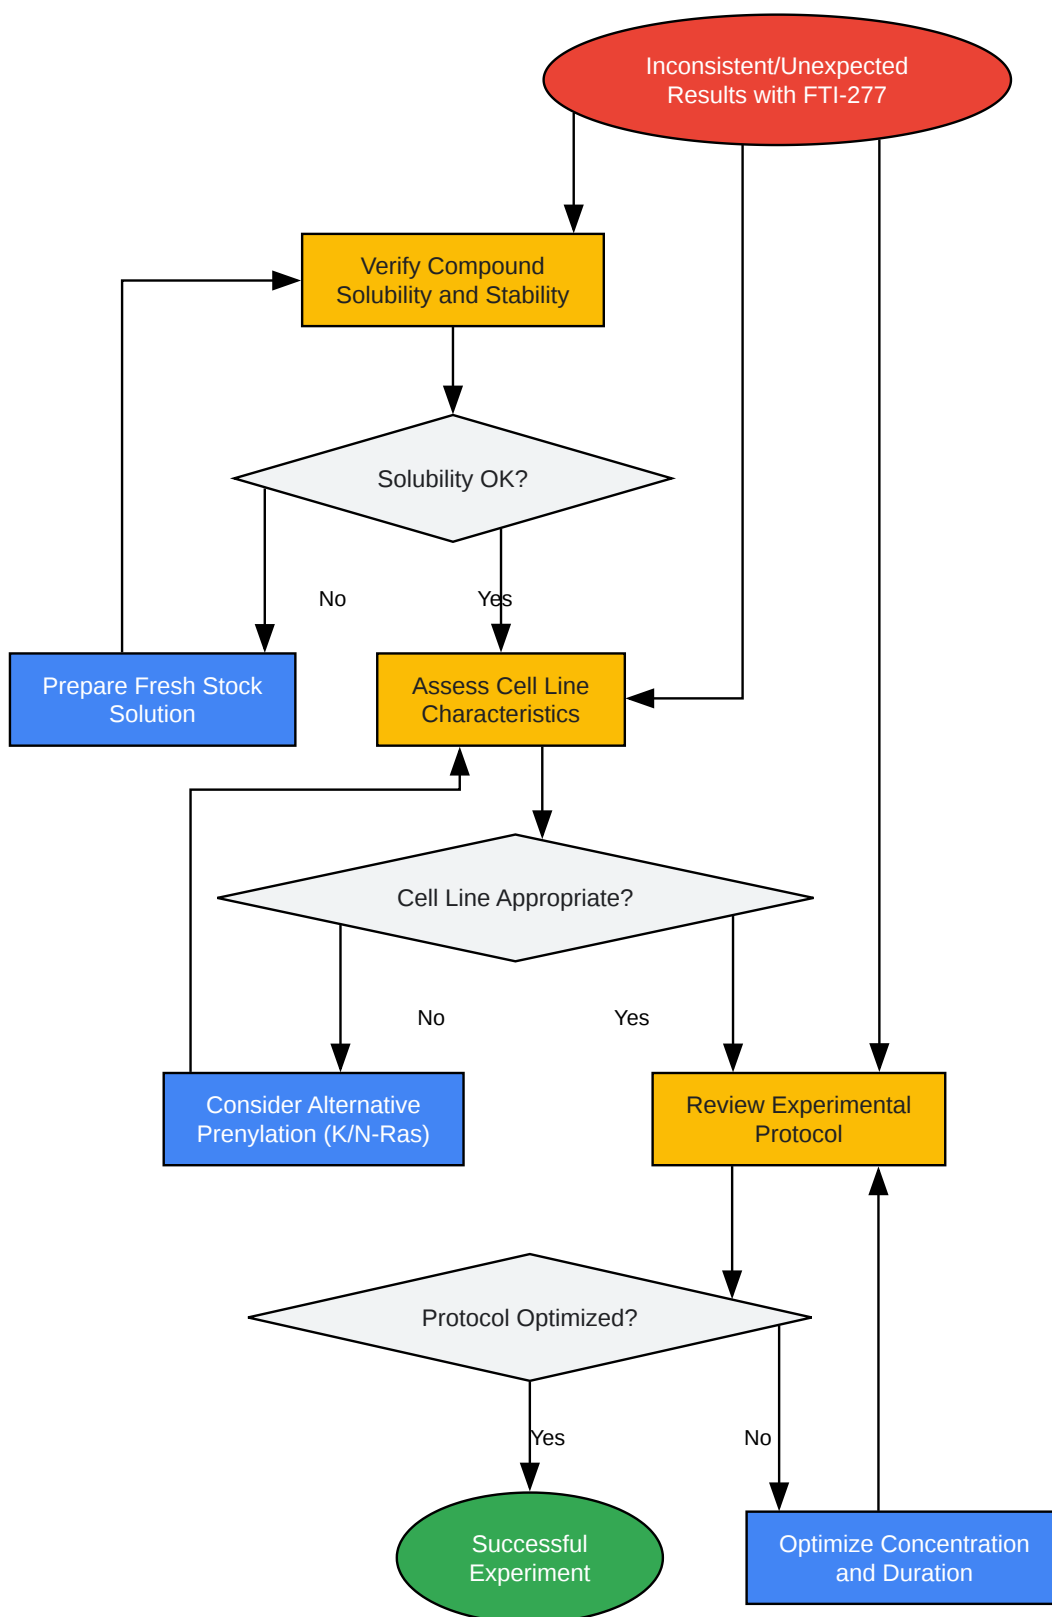 Inconsistent/Unexpected
Results with FTI-277
Verify Compound
Solubility and Stability
Solubility OK?
No
Yes
Prepare Fresh Stock
Solution
Assess Cell Line
Characteristics
Cell Line Appropriate?
No
Yes
Consider Alternative
Prenylation (K/N-Ras)
Review Experimental
Protocol
Protocol Optimized?
Yes
No
Successful
Experiment
Optimize Concentration
and Duration